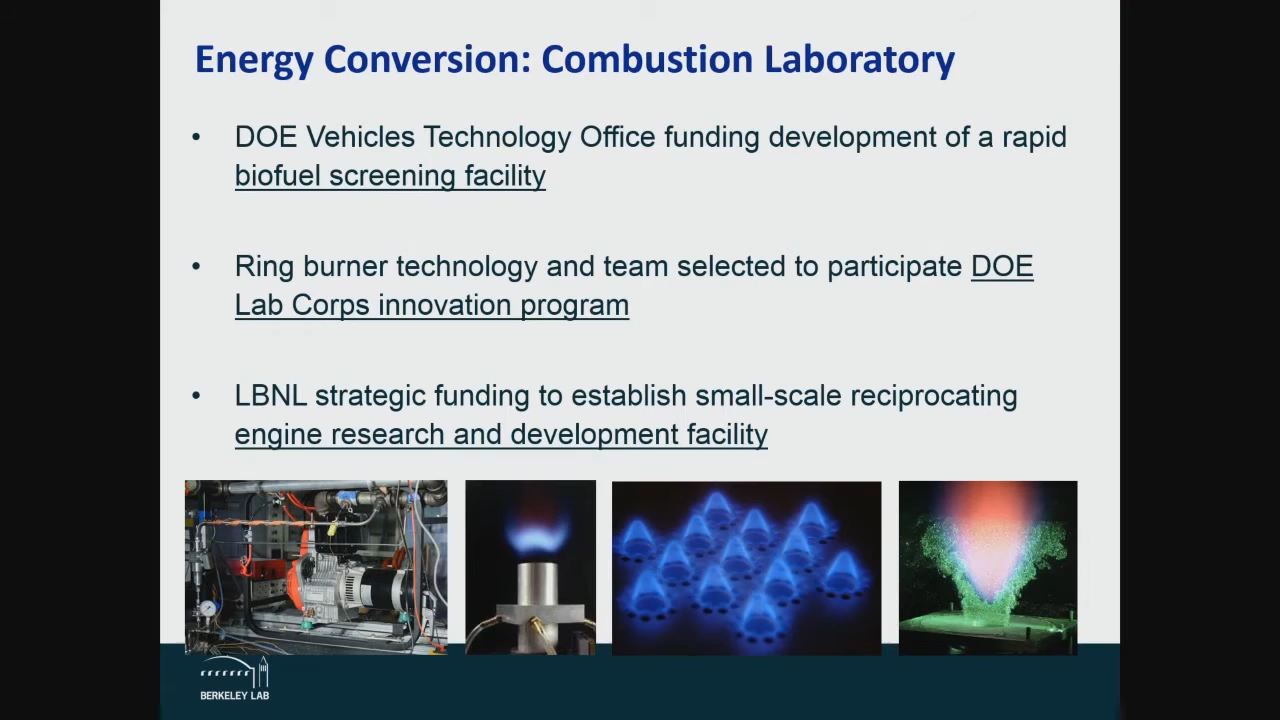 Energy Conversion: Combustion Laboratory
• DOE Vehicles Technology Office funding development of a rapid
biofuel screening facility
• Ring burner technology and team selected to participate DOE
Lab Corps innovation program
• LBNL strategic funding to establish small-scale reciprocating
engine research and development facility
BERKELEY LAB